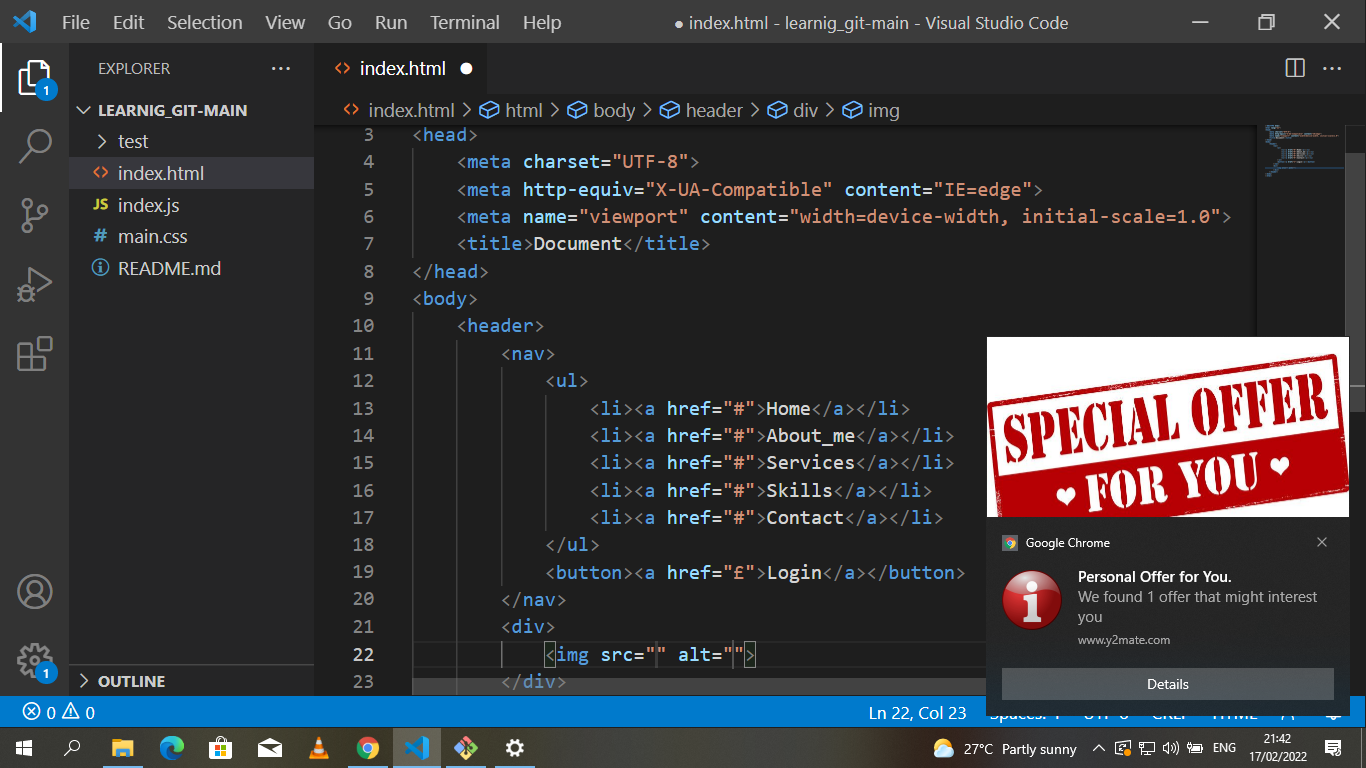 File Edit Selection View Go Run Terminal Help ● index.html - learnig_git-main - Visual Studio Code
EXPLORER ··· index.html ● ···
1
index.html > html > body > header > div > img
LEARNIG_GIT-MAIN
test
index.html
JS index.js
# main.css
README.md
OUTLINE
1
3 <head>
4 <meta charset="UTF-8">
5 <meta http-equiv="X-UA-Compatible" content="IE=edge">
6 <meta name="viewport" content="width=device-width, initial-scale=1.0">
7 <title>Document</title>
8 </head>
9 <body>
10 <header>
11 <nav>
12 <ul>
13 <li><a href="#">Home</a></li>
14 <li><a href="#">About_me</a></li>
15 <li><a href="#">Services</a></li>
16 <li><a href="#">Skills</a></li>
17 <li><a href="#">Contact</a></li>
18 </ul>
19 <button><a href="£">Login</a></button>
20 </nav>
21 <div>
22 <img src="" alt="">
23 </div>
SPECIAL OFFER
FOR YOU
Google Chrome
Personal Offer for You.
We found 1 offer that might interest
you
www.y2mate.com
Details
0 0 Ln 22, Col 23
27°C Partly sunny ENG 21:42
17/02/2022